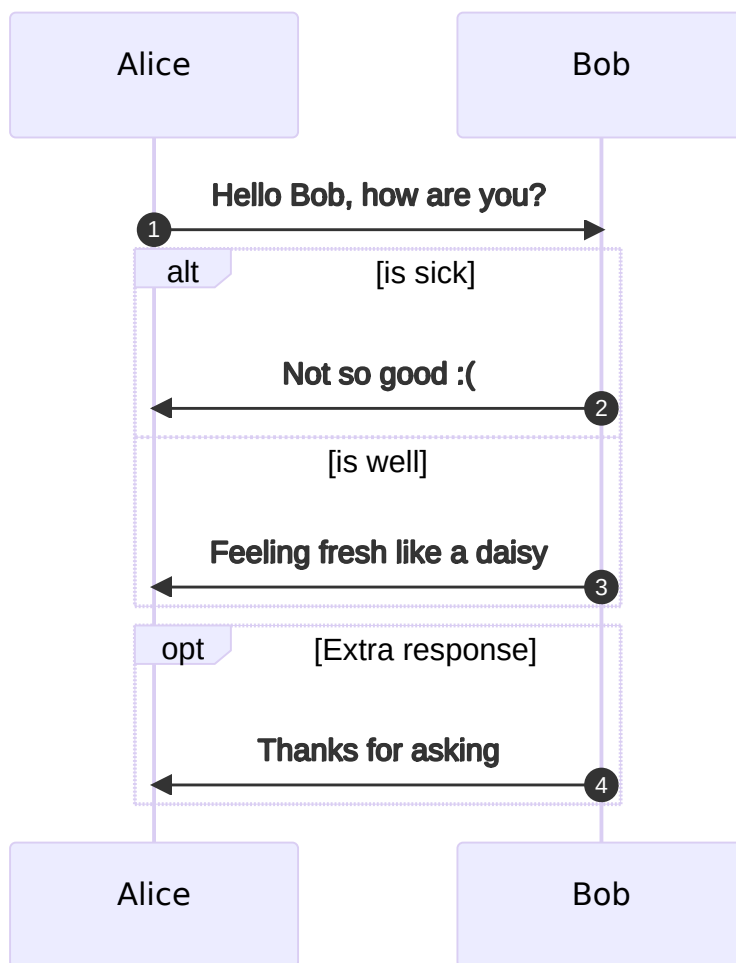 Alice Bob
Hello Bob, how are you?
1
alt [is sick]
Not so good :(
2
[is well]
Feeling fresh like a daisy
3
opt [Extra response]
Thanks for asking
4
Alice Bob